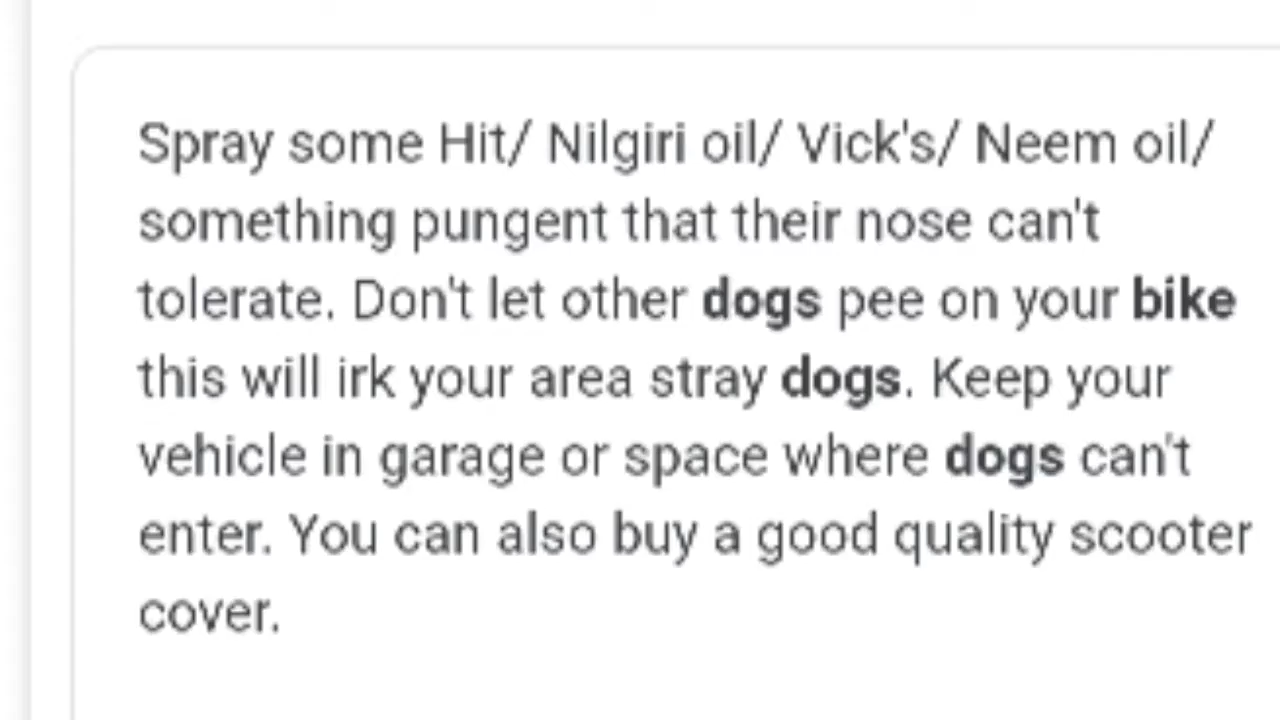 Spray some Hit/ Nilgiri oil/ Vick's/ Neem oil/
something pungent that their nose can't
tolerate. Don't let other dogs pee on your bike
this will irk your area stray dogs. Keep your
vehicle in garage or space where dogs can't
enter. You can also buy a good quality scooter
cover.